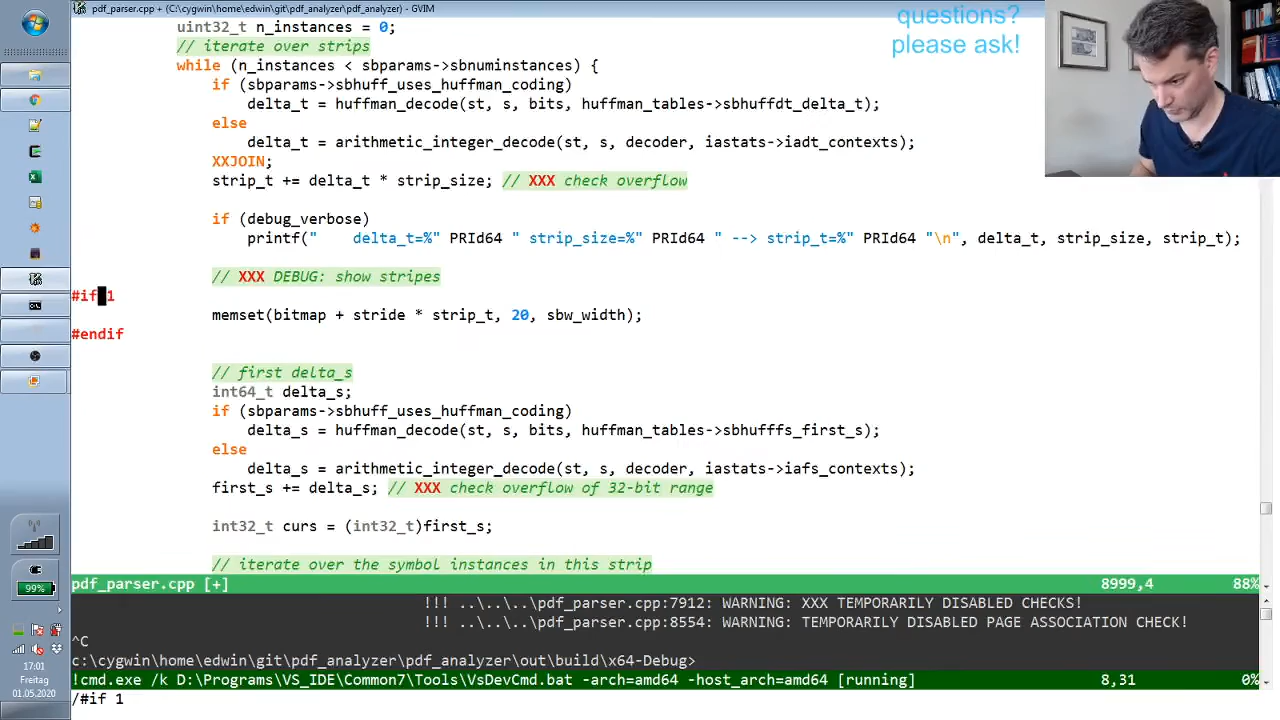 pdf_parser.cpp + (C:\cygwin\home\edwin\git\pdf_analyzer\pdf_analyzer) - GVIM
questions?
please ask!
uint32_t n_instances = 0;
// iterate over strips
while (n_instances < sbparams->sbnuminstances) {
if (sbparams->sbhuff_uses_huffman_coding)
delta_t = huffman_decode(st, s, bits, huffman_tables->sbhuffdt_delta_t);
else
delta_t = arithmetic_integer_decode(st, s, decoder, iastats->iadt_contexts);
XXJOIN;
strip_t += delta_t * strip_size; // XXX check overflow
if (debug_verbose)
printf("    delta_t=%" PRId64 " strip_size=%" PRId64 " --> strip_t=%" PRId64 "\n", delta_t, strip_size, strip_t);
// XXX DEBUG: show stripes
#if 1
memset(bitmap + stride * strip_t, 20, sbw_width);
#endif
// first delta_s
int64_t delta_s;
if (sbparams->sbhuff_uses_huffman_coding)
delta_s = huffman_decode(st, s, bits, huffman_tables->sbhufffs_first_s);
else
delta_s = arithmetic_integer_decode(st, s, decoder, iastats->iafs_contexts);
first_s += delta_s; // XXX check overflow of 32-bit range
int32_t curs = (int32_t)first_s;
// iterate over the symbol instances in this strip
pdf_parser.cpp [+] 8999,4 88%
!!! ..\..\..\pdf_parser.cpp:7912: WARNING: XXX TEMPORARILY DISABLED CHECKS!
!!! ..\..\..\pdf_parser.cpp:8554: WARNING: TEMPORARILY DISABLED PAGE ASSOCIATION CHECK!
^C
c:\cygwin\home\edwin\git\pdf_analyzer\pdf_analyzer\out\build\x64-Debug>
!cmd.exe /k D:\Programs\VS_IDE\Common7\Tools\VsDevCmd.bat -arch=amd64 -host_arch=amd64 [running] 8,31 0%
/#if 1
99%
17:01
Freitag
01.05.2020